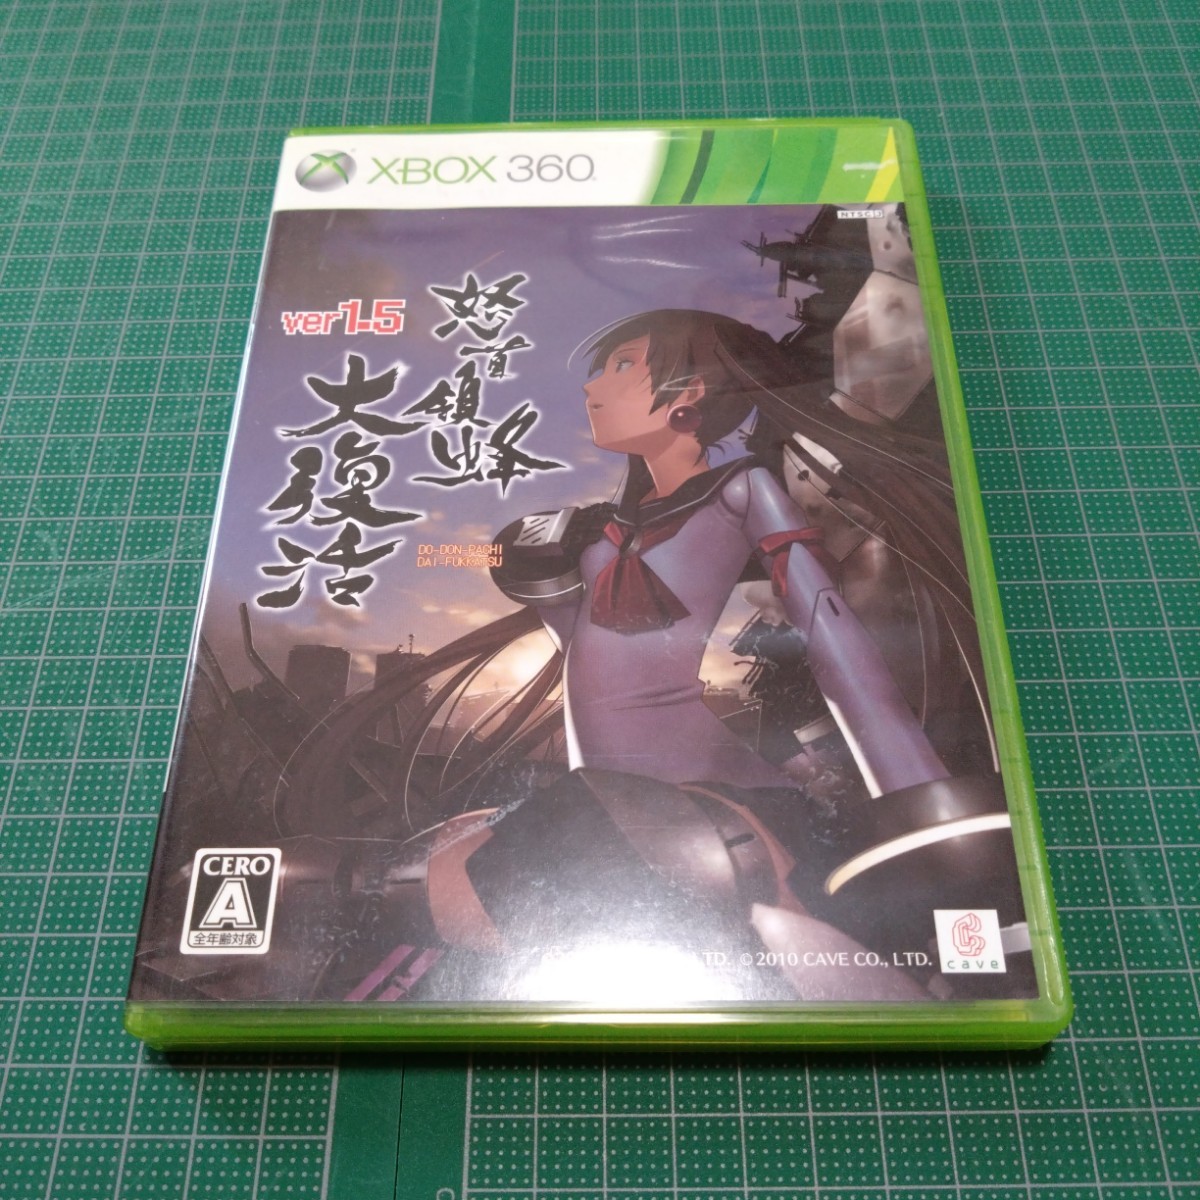 XBOX 360
NTSC J
ver1.5
怒首領蜂
大復活
DO-DON-PACHI
DAI-FUKKATSU
CERO
A
全年齢対象
LTD. © 2010 CAVE CO., LTD.
cave